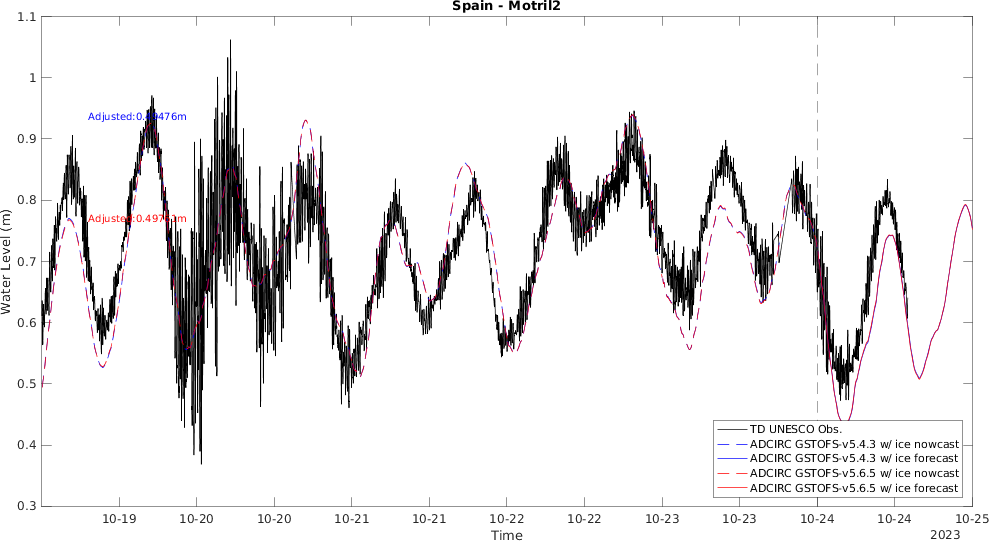 Spain - Motril2
1.1
1
0.9
0.8
0.7
0.6
0.5
0.4
0.3
Water Level (m)
Adjusted:0.49476m
TD UNESCO Obs.
ADCIRC GSTOFS-v5.4.3 w/ ice nowcast
ADCIRC GSTOFS-v5.4.3 w/ ice forecast
ADCIRC GSTOFS-v5.6.5 w/ ice nowcast
ADCIRC GSTOFS-v5.6.5 w/ ice forecast
10-19 10-20 10-20 10-21 10-21 10-22 10-22 10-23 10-23 10-24 10-24 10-25
Time
2023